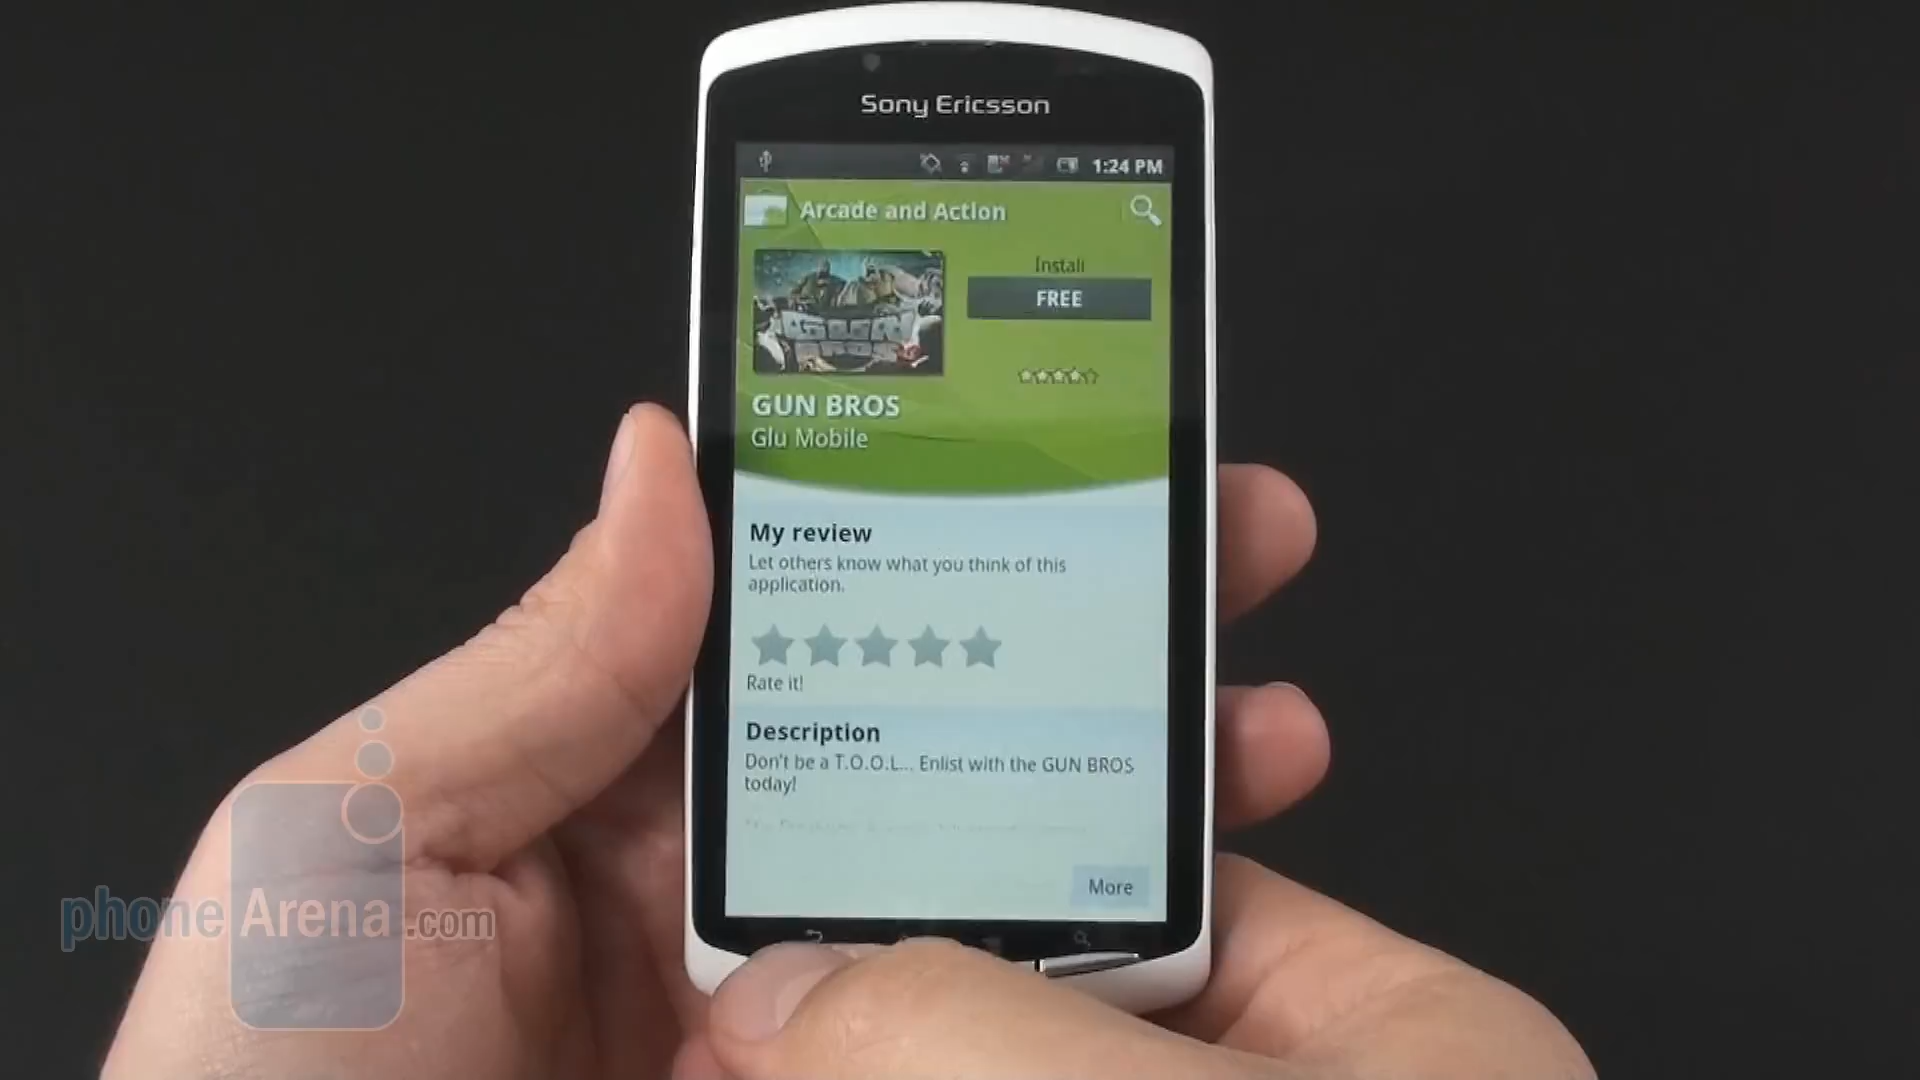 Sony Ericsson
1:24 PM
Arcade and Action
Install
FREE
GUN BROS
GUN BROS
Glu Mobile
My review
Let others know what you think of this
application.
Rate it!
Description
Don't be a T.O.O.L... Enlist with the GUN BROS
today!
More
phoneArena.com